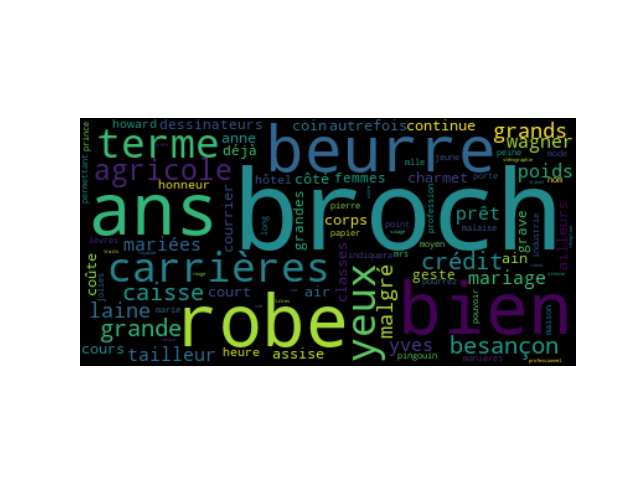 howard dessinateurs coin autrefois continue grands
prince terme anne déjà beurre wagner
permettant agricole peine mode
honneur hôtel côté femmes mlle jeune charmet porte poids
ans broch
courrier long grandes pierre corps point profession prêt grave industrie ailleurs
lèvres mariées malaise
coûte carrières classes indiquera mrs moyen crédit ain
jolies caisse court air yeux malgré geste pourrez mariage
laine marie robe pouvoir bien maison
grande
cours tailleur heure assise yves pingouin manières besançon
professionnel